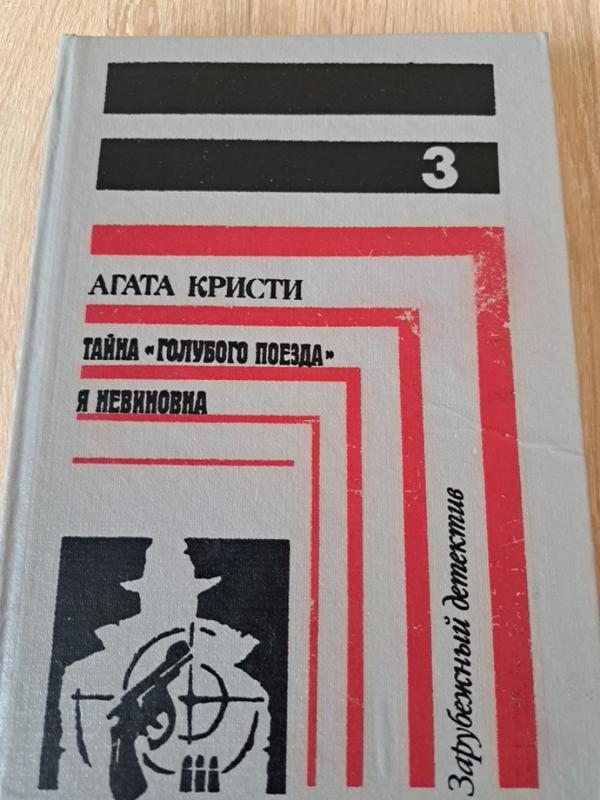 3
АГАТА КРИСТИ
ТАЙНА «ГОЛУБОГО ПОЕЗДА»
Я НЕВИНОВНА
Зарубежный детектив